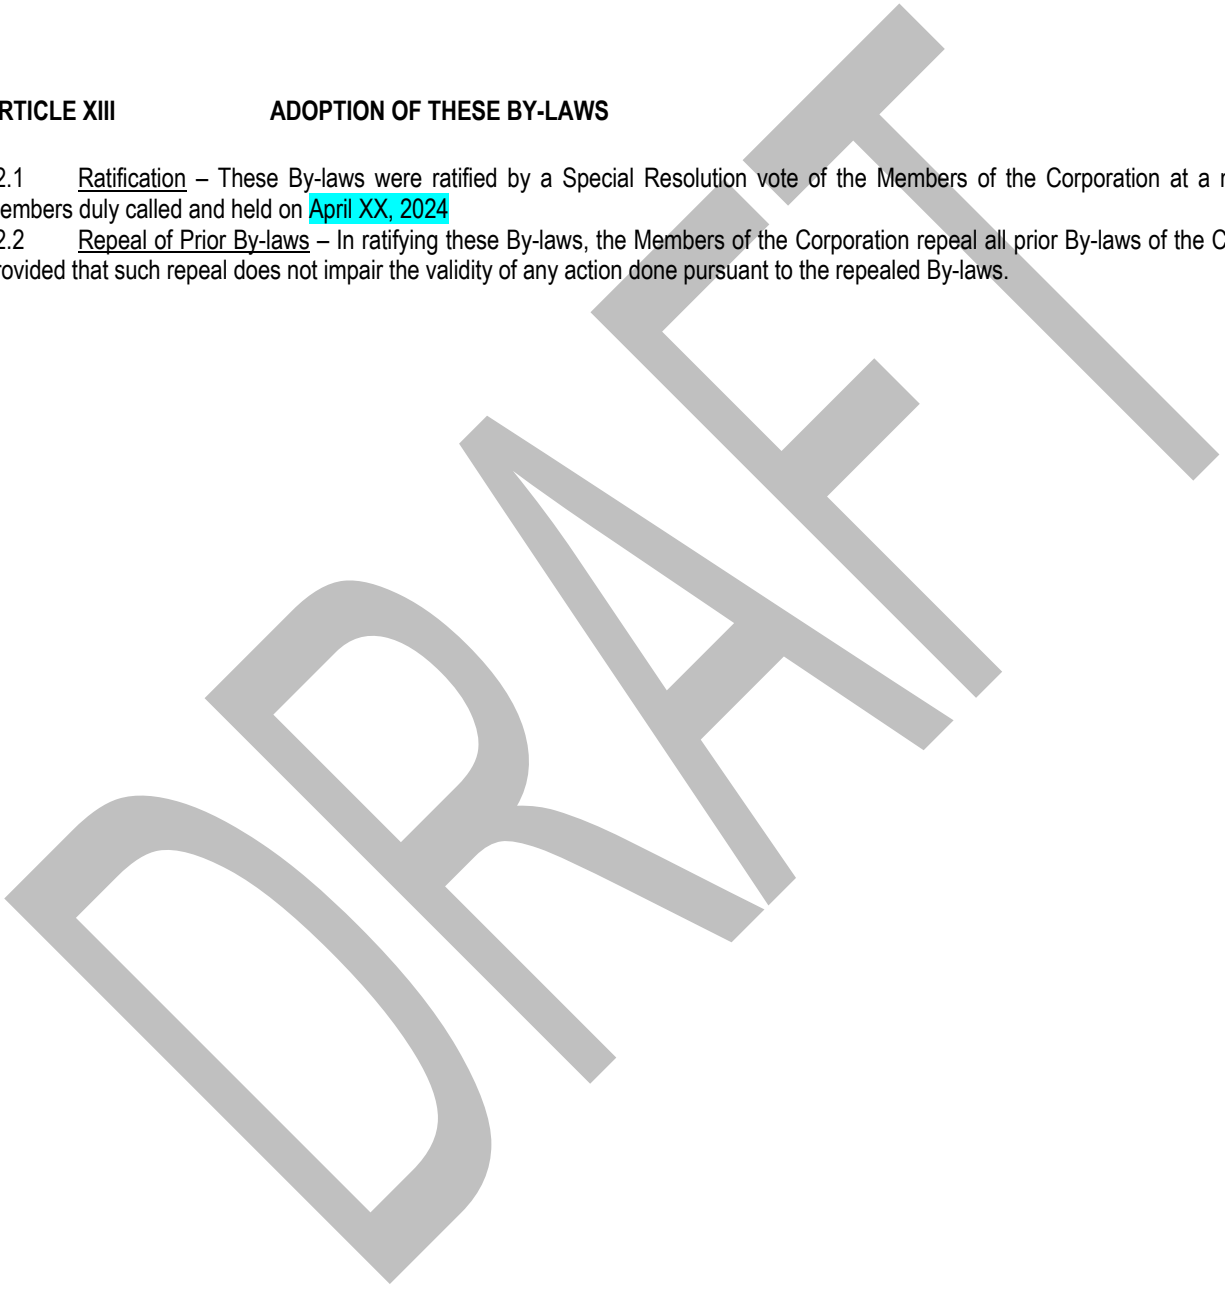 RTICLE XIII ADOPTION OF THESE BY-LAWS
2.1 Ratification – These By-laws were ratified by a Special Resolution vote of the Members of the Corporation at a
embers duly called and held on April XX, 2024
2.2 Repeal of Prior By-laws – In ratifying these By-laws, the Members of the Corporation repeal all prior By-laws of the
rovided that such repeal does not impair the validity of any action done pursuant to the repealed By-laws.
DRAFT